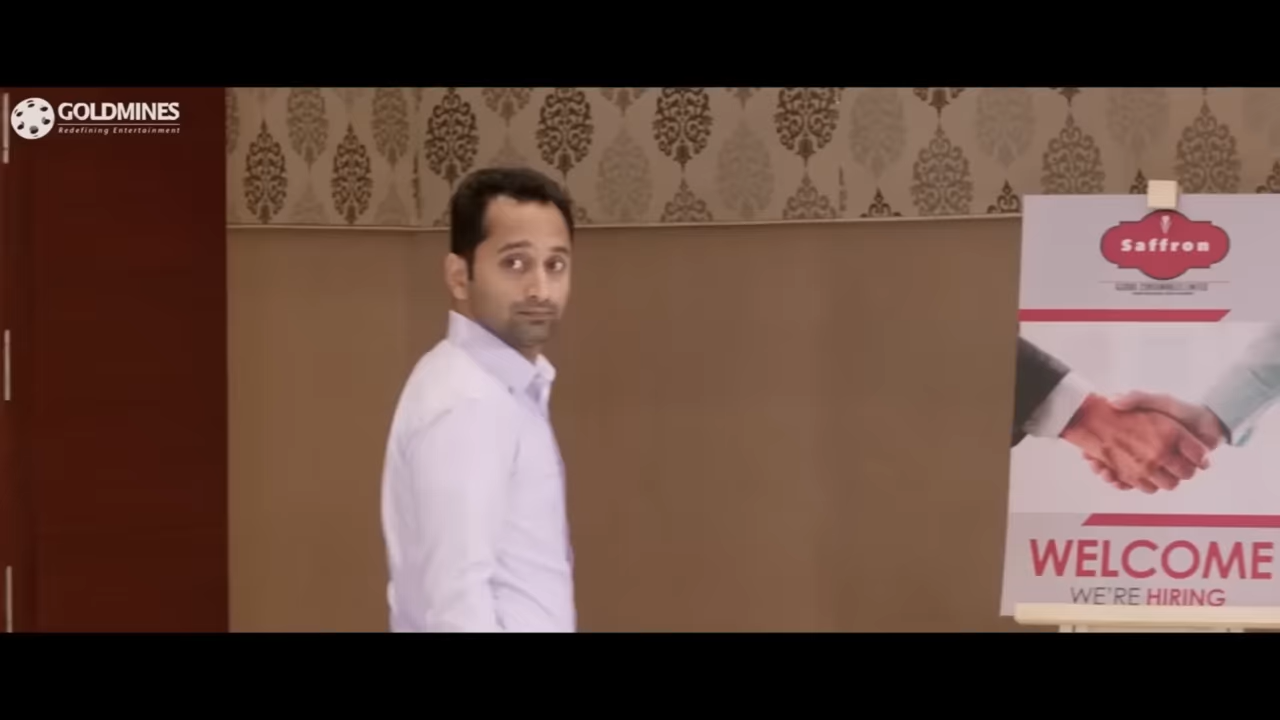 GOLDMINES
Redefining Entertainment
Saffron
WELCOME
WE'RE HIRING